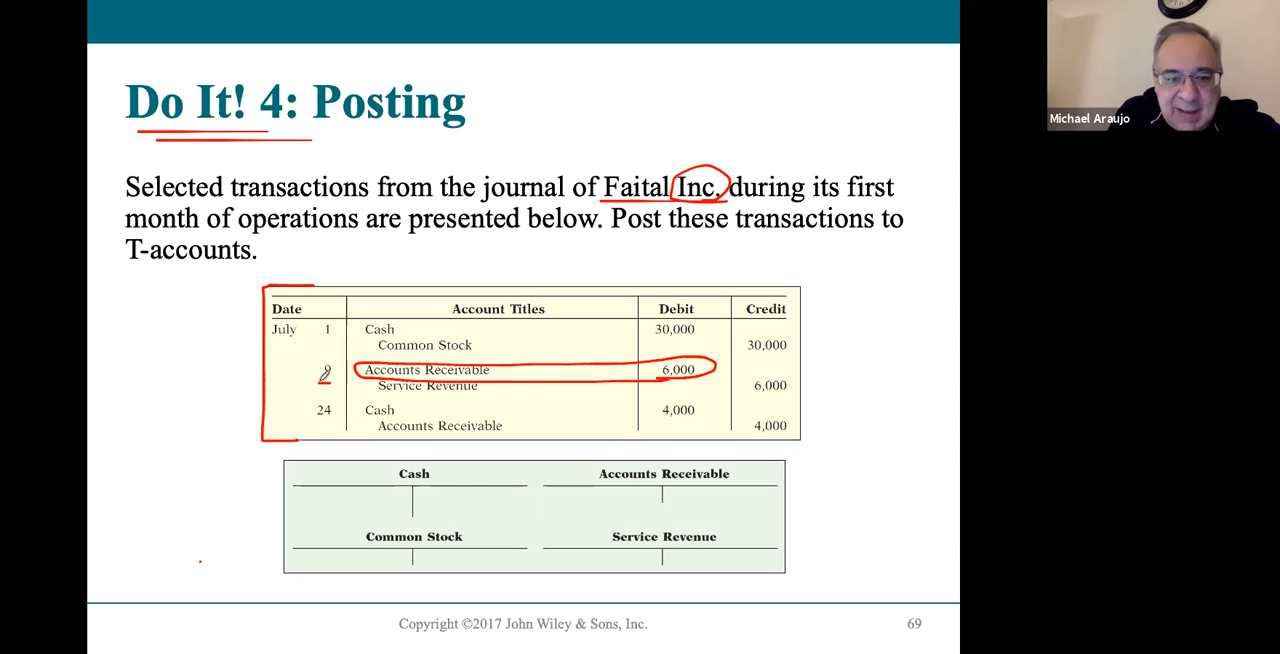 Do It! 4: Posting
Michael Araujo
Selected transactions from the journal of Faital Inc. during its first
month of operations are presented below. Post these transactions to
T-accounts.
Date Account Titles Debit Credit
July 1 Cash 30,000
Common Stock 30,000
9 Accounts Receivable 6,000
Service Revenue 6,000
24 Cash 4,000
Accounts Receivable 4,000
Cash Accounts Receivable
Common Stock Service Revenue
Copyright ©2017 John Wiley & Sons, Inc. 69